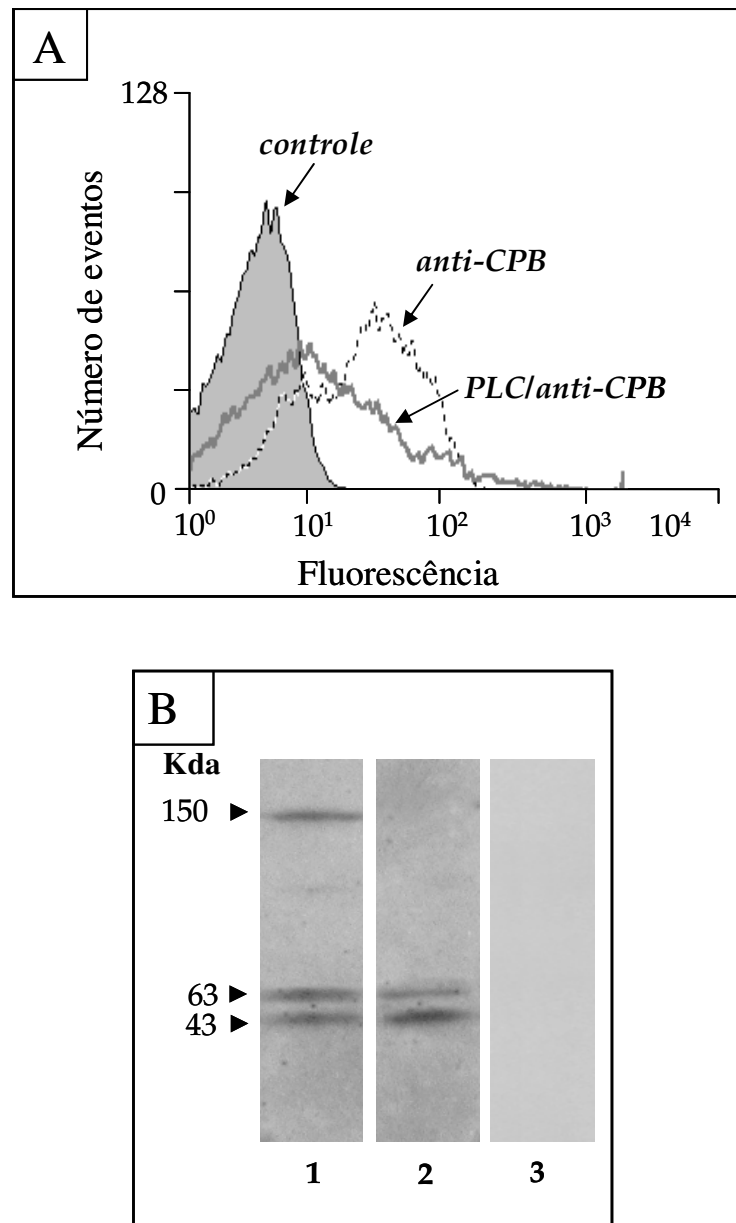 A
128
controle
anti-CPB
PLC/anti-CPB
Número de eventos
0
10⁰ 10¹ 10² 10³ 10⁴
Fluorescência
B
Kda
150
63
43
1 2 3